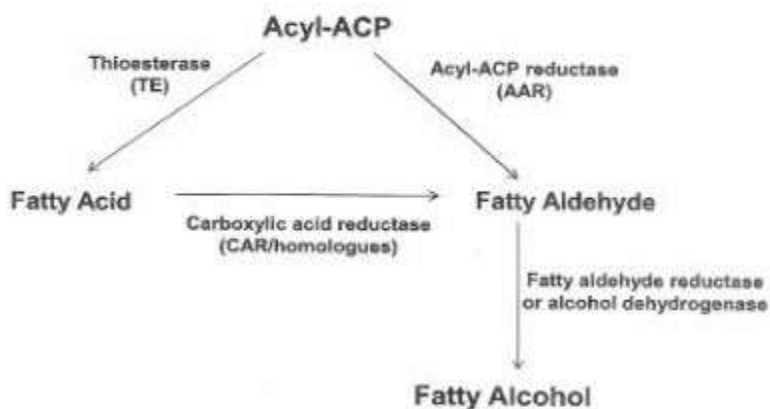 Acyl-ACP
Thioesterase
(TE)
Acyl-ACP reductase
(AAR)
Fatty Acid
Fatty Aldehyde
Carboxylic acid reductase
(CAR/homologues)
Fatty aldehyde reductase
or alcohol dehydrogenase
Fatty Alcohol